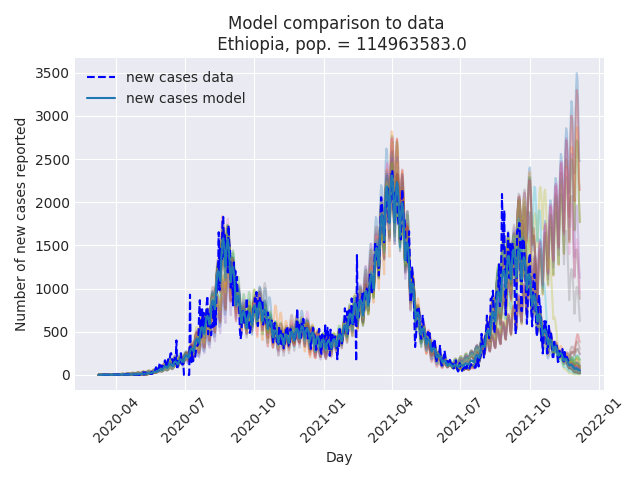 Model comparison to data
Ethiopia, pop. = 114963583.0
new cases data
new cases model
Number of new cases reported
3500
3000
2500
2000
1500
1000
500
0
2020-04
2020-07
2020-10
2021-01
2021-04
2021-07
2021-10
2022-01
Day